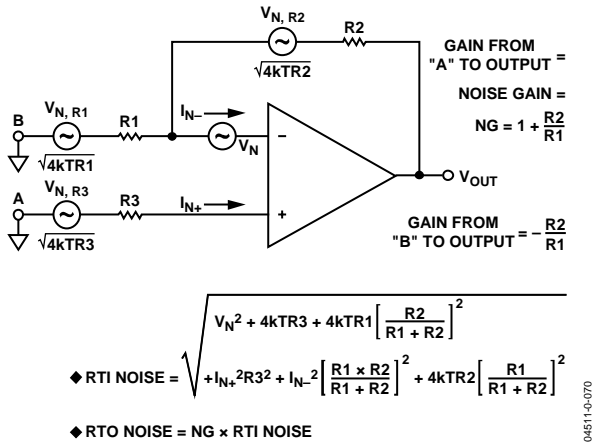 V_N, R2
R2
√4kTR2
GAIN FROM
"A" TO OUTPUT =
NOISE GAIN =
NG = 1 + R2/R1
B
V_N, R1
R1
I_N–
√4kTR1
V_N
–
A
V_N, R3
R3
I_N+
√4kTR3
+
V_OUT
GAIN FROM
"B" TO OUTPUT = – R2/R1
◆ RTI NOISE = √ V_N² + 4kTR3 + 4kTR1 [R2/(R1 + R2)]²
+ I_N+² R3² + I_N–² [(R1 × R2)/(R1 + R2)]² + 4kTR2 [R1/(R1 + R2)]²
◆ RTO NOISE = NG × RTI NOISE
04511-0-070